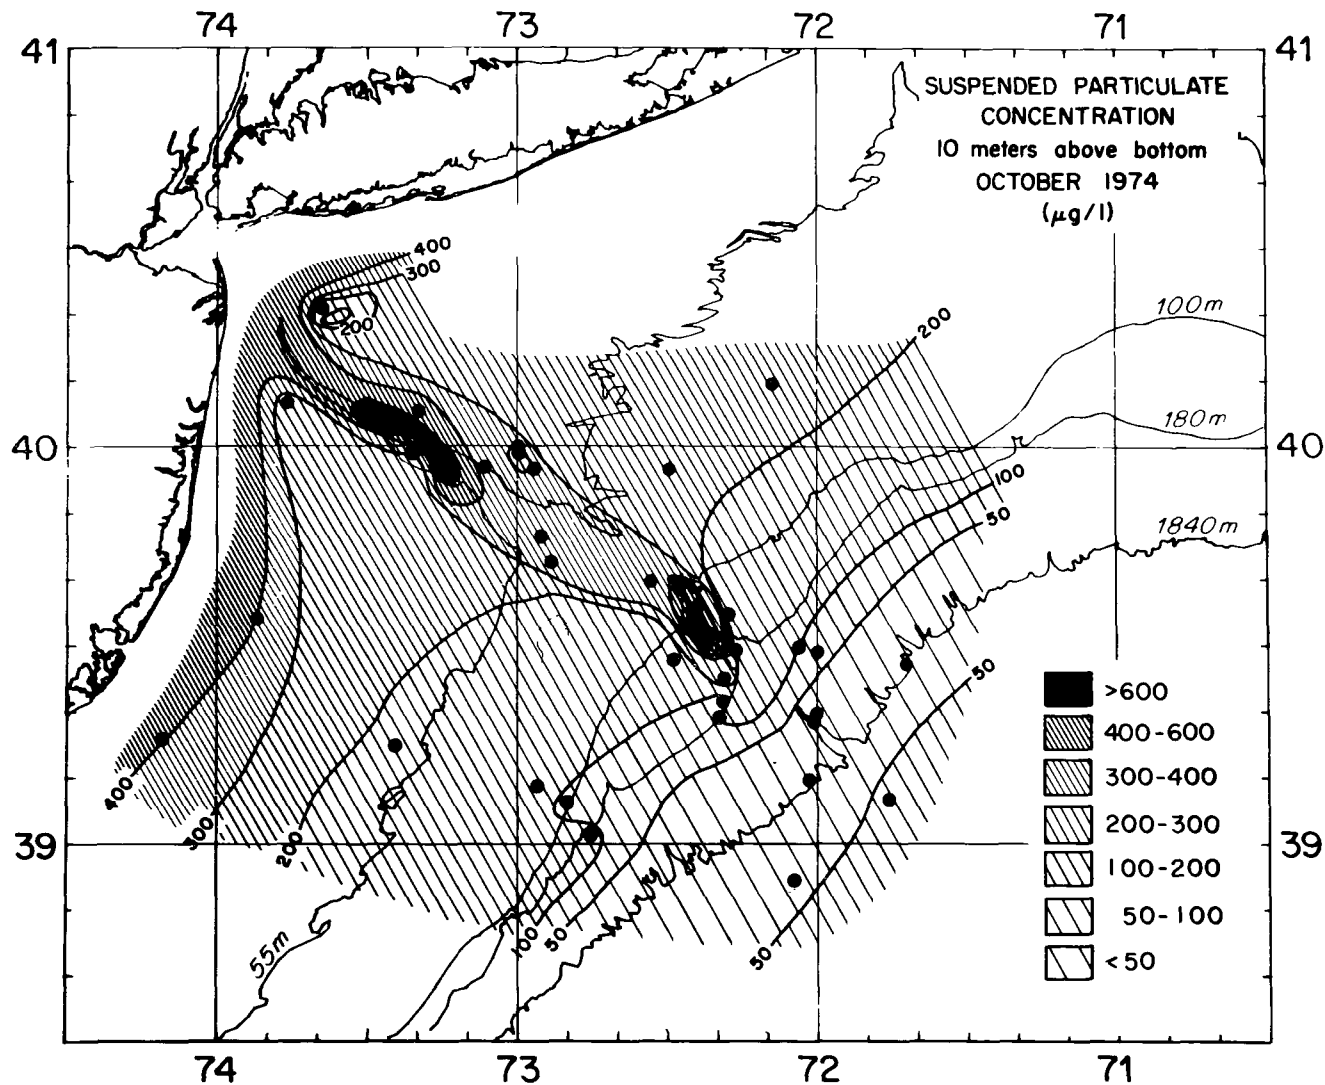 74 73 72 71
41 41
SUSPENDED PARTICULATE
CONCENTRATION
10 meters above bottom
OCTOBER 1974
(µg/l)
400
300
200
200
100m
180m
40 40
100
50
1840m
50
>600
400-600
300-400
200-300
100-200
50-100
<50
400
300
200
39 39
55m
100
50
50
74 73 72 71